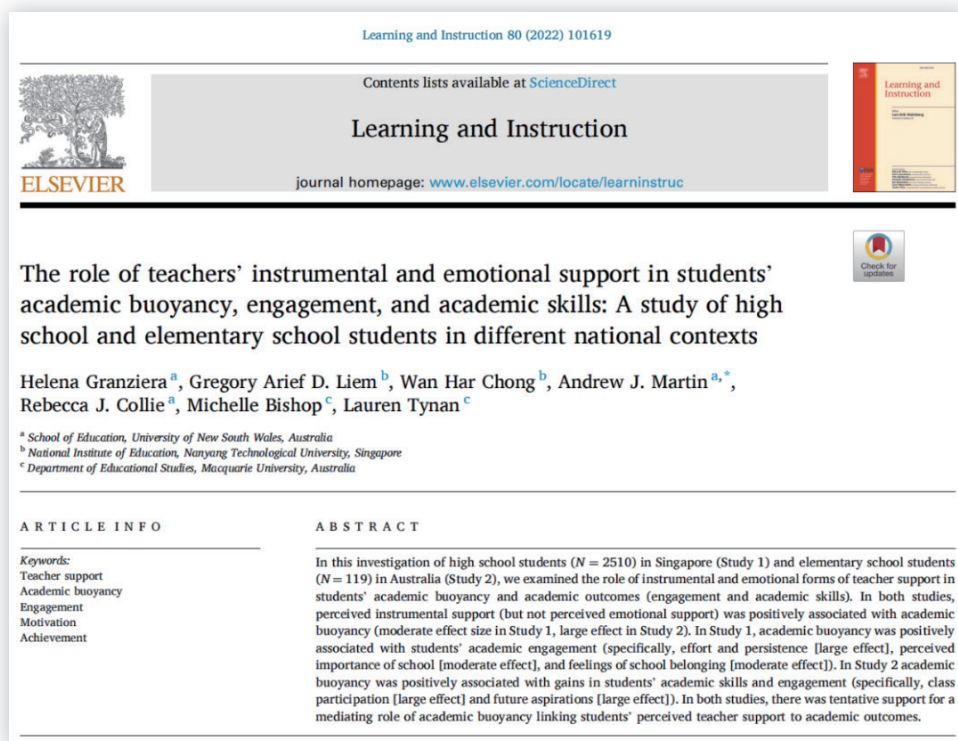 Learning and Instruction 80 (2022) 101619
Contents lists available at ScienceDirect
Learning and Instruction
journal homepage: www.elsevier.com/locate/learninstruc
ELSEVIER
Learning and
Instruction
Check for
updates
The role of teachers’ instrumental and emotional support in students’
academic buoyancy, engagement, and academic skills: A study of high
school and elementary school students in different national contexts
Helena Granziera a, Gregory Arief D. Liem b, Wan Har Chong b, Andrew J. Martin a,*,
Rebecca J. Collie a, Michelle Bishop c, Lauren Tynan c
a School of Education, University of New South Wales, Australia
b National Institute of Education, Nanyang Technological University, Singapore
c Department of Educational Studies, Macquarie University, Australia
ARTICLE INFO
Keywords:
Teacher support
Academic buoyancy
Engagement
Motivation
Achievement
ABSTRACT
In this investigation of high school students (N = 2510) in Singapore (Study 1) and elementary school students
(N = 119) in Australia (Study 2), we examined the role of instrumental and emotional forms of teacher support in
students’ academic buoyancy and academic outcomes (engagement and academic skills). In both studies,
perceived instrumental support (but not perceived emotional support) was positively associated with academic
buoyancy (moderate effect size in Study 1, large effect in Study 2). In Study 1, academic buoyancy was positively
associated with students’ academic engagement (specifically, effort and persistence [large effect], perceived
importance of school [moderate effect], and feelings of school belonging [moderate effect]). In Study 2 academic
buoyancy was positively associated with gains in students’ academic skills and engagement (specifically, class
participation [large effect] and future aspirations [large effect]). In both studies, there was tentative support for a
mediating role of academic buoyancy linking students’ perceived teacher support to academic outcomes.